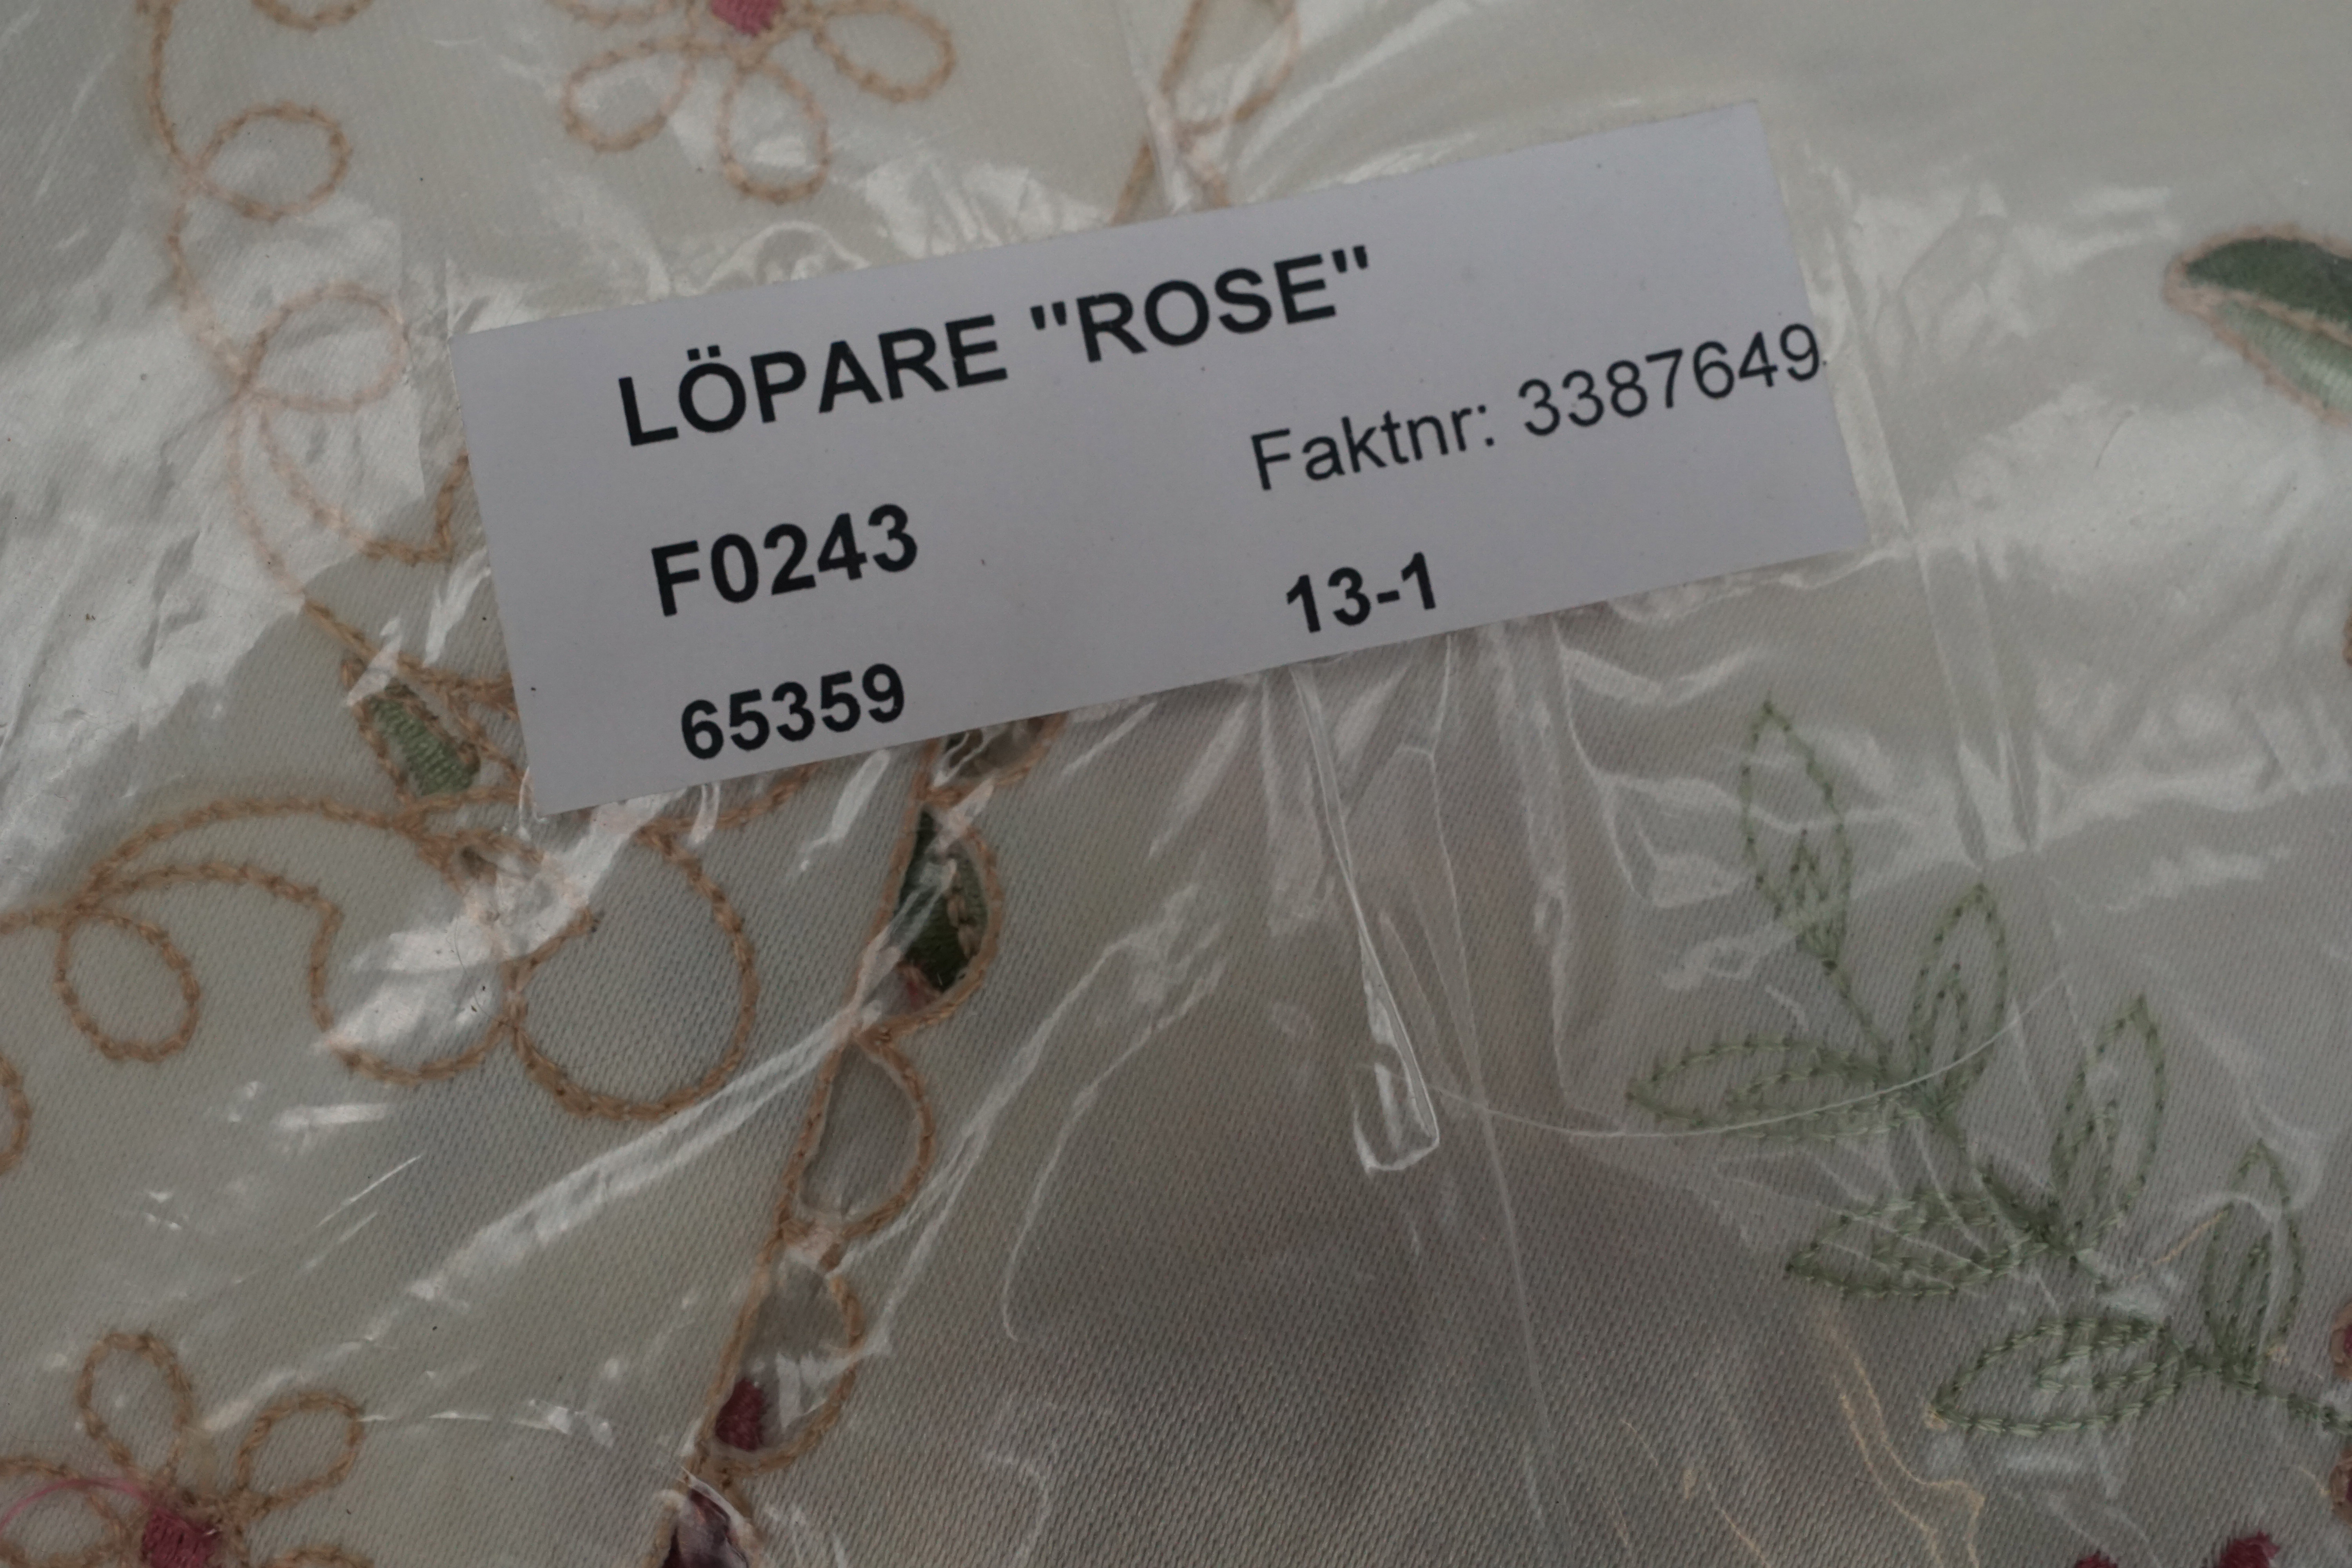 LÖPARE "ROSE"
Faktnr: 3387649
F0243
13-1
65359